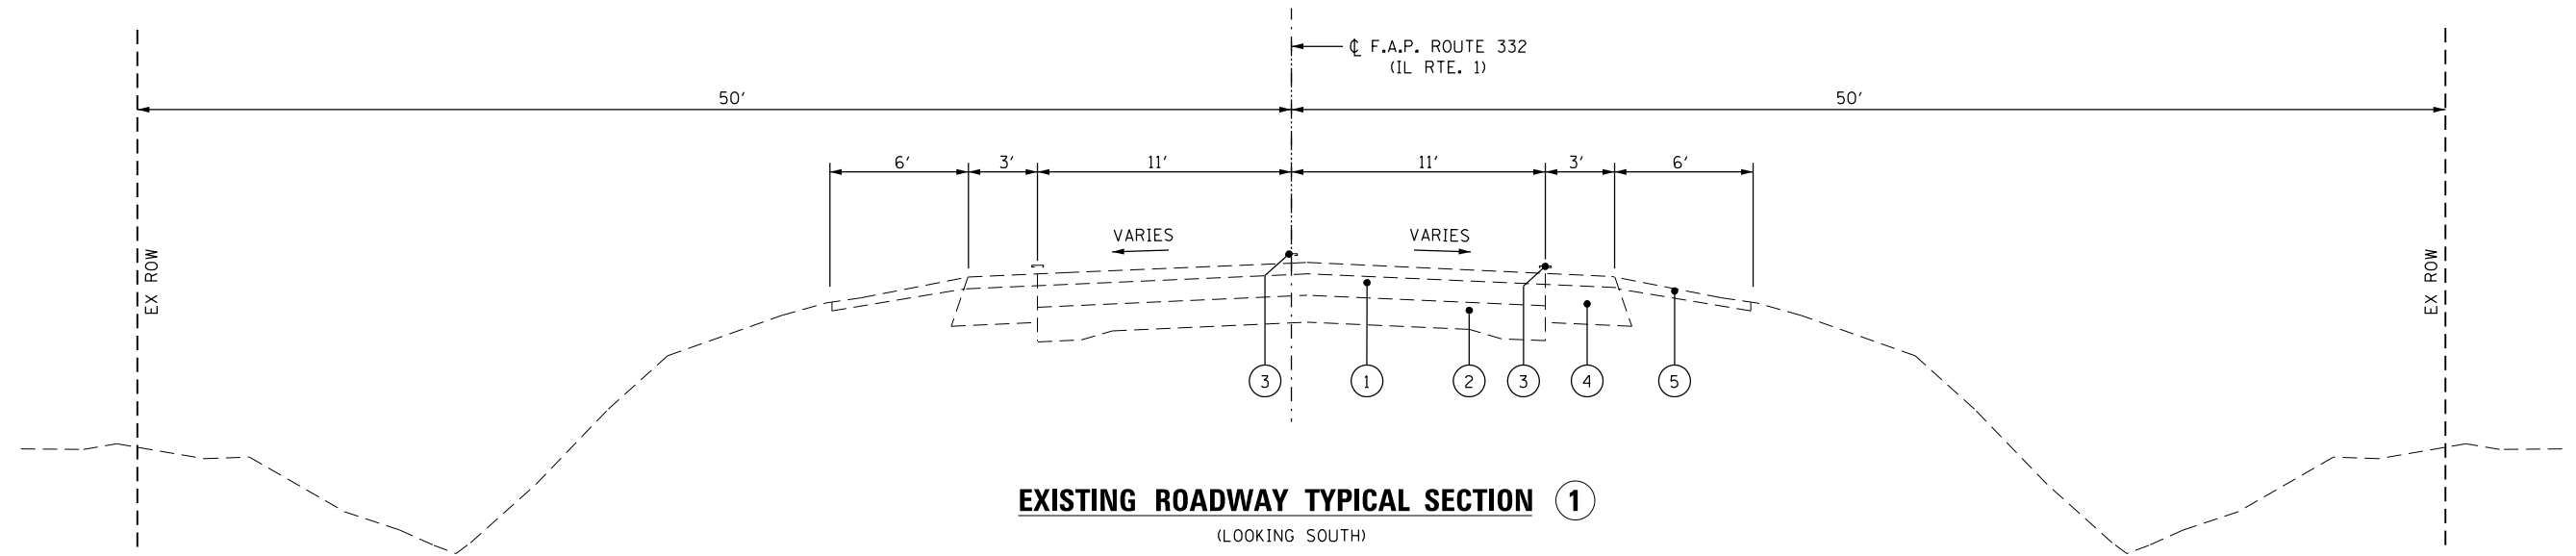 ℄ F.A.P. ROUTE 332
(IL RTE. 1)
50' 50'
6' 3' 11' 11' 3' 6'
VARIES VARIES
EX ROW
EX ROW
3 1 2 3 4 5
EXISTING ROADWAY TYPICAL SECTION 1
(LOOKING SOUTH)